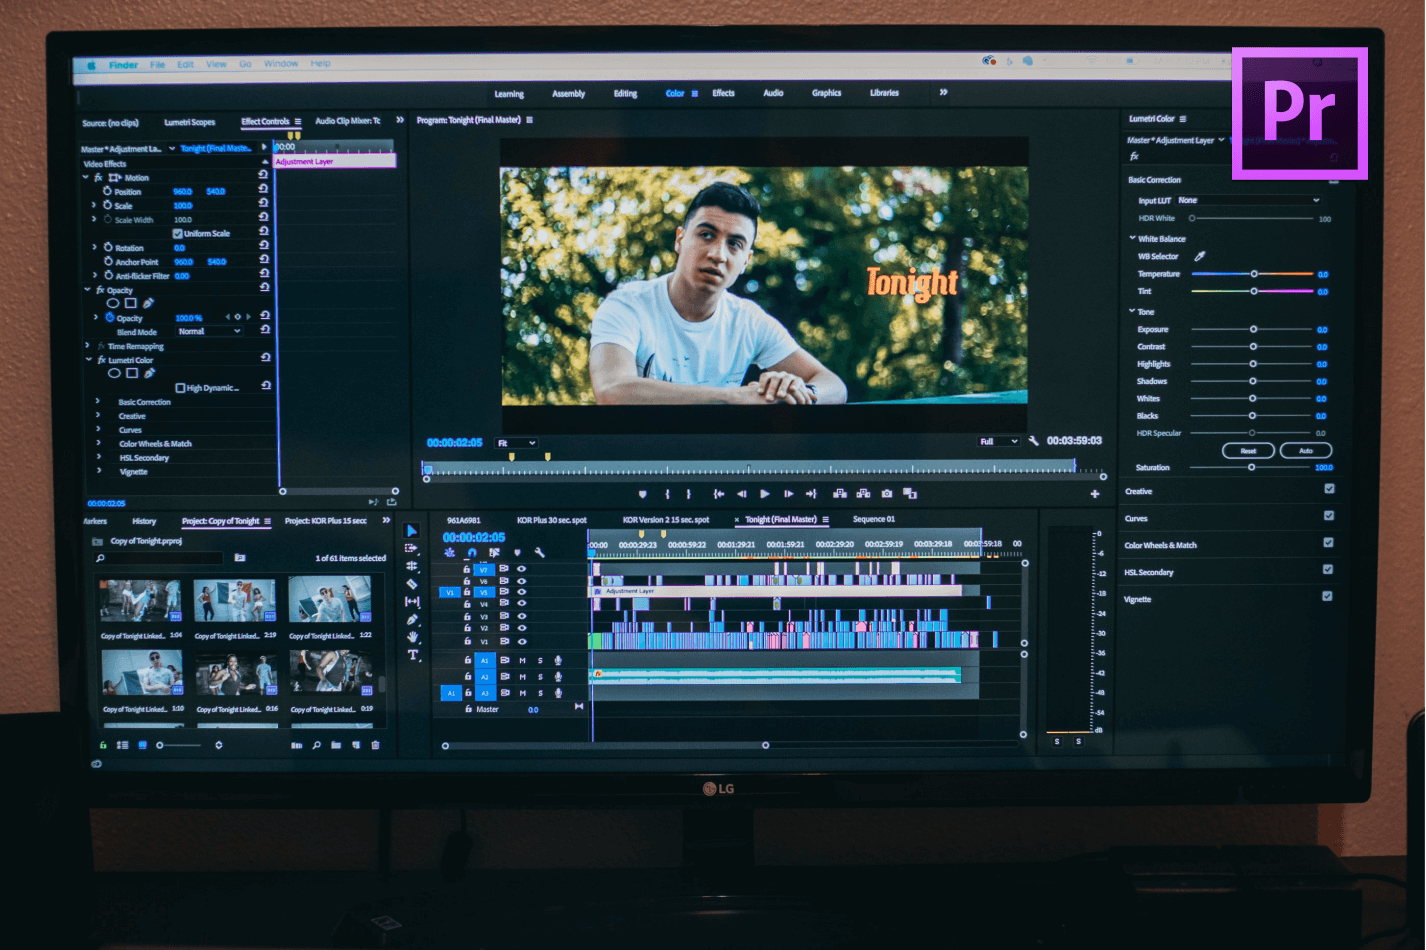 Finder File Edit View Go Window Help
Learning Assembly Editing Color Effects Audio Graphics Libraries »
Pr
Source: (no clips) Lumetri Scopes Effect Controls Audio Clip Mixer: Tc »
Master * Adjustment La... Tonight (Final Maste...
:00:00
Adjustment Layer
Video Effects
fx Motion
Position 960.0 540.0
Scale 100.0
Scale Width 100.0
Uniform Scale
Rotation 0.0
Anchor Point 960.0 540.0
Anti-flicker Filter 0.00
fx Opacity
Opacity 100.0 %
Blend Mode Normal
Time Remapping
fx Lumetri Color
High Dynamic ...
Basic Correction
Creative
Curves
Color Wheels & Match
HSL Secondary
Vignette
00:00:02:05
Program: Tonight (Final Master)
Tonight
00:00:02:05 Fit Full 00:03:59:03
Lumetri Color
Master * Adjustment Layer
fx
Basic Correction
Input LUT None
HDR White 100
White Balance
WB Selector
Temperature 0.0
Tint 0.0
Tone
Exposure 0.0
Contrast 0.0
Highlights 0.0
Shadows 0.0
Whites 0.0
Blacks 0.0
HDR Specular 0.0
Reset Auto
Saturation 100.0
Creative
Curves
Color Wheels & Match
HSL Secondary
Vignette
Markers History Project: Copy of Tonight Project: KOR Plus 15 secc »
Copy of Tonight.prproj
1 of 61 items selected
Copy of Tonight Linked... 1:04 Copy of Tonight Linked... 2:19 Copy of Tonight Linked... 1:22
Copy of Tonight Linked... 1:10 Copy of Tonight Linked... 0:16 Copy of Tonight Linked... 0:19
961A6981 KOR Plus 30 sec. spot KOR Version 2 15 sec. spot × Tonight (Final Master) Sequence 01
00:00:02:05
:00:00 00:00:29:23 00:00:59:22 00:01:29:21 00:01:59:21 00:02:29:20 00:02:59:19 00:03:29:18 00:03:59:18 00
V7
V6
V1 V5 Adjustment Layer
V4
V3
V2
V1
A1 M S
A2 M S
A1 A3 M S
Master 0.0
0
-6
-12
-18
-24
-30
-36
-42
-48
-54
dB
S S
LG